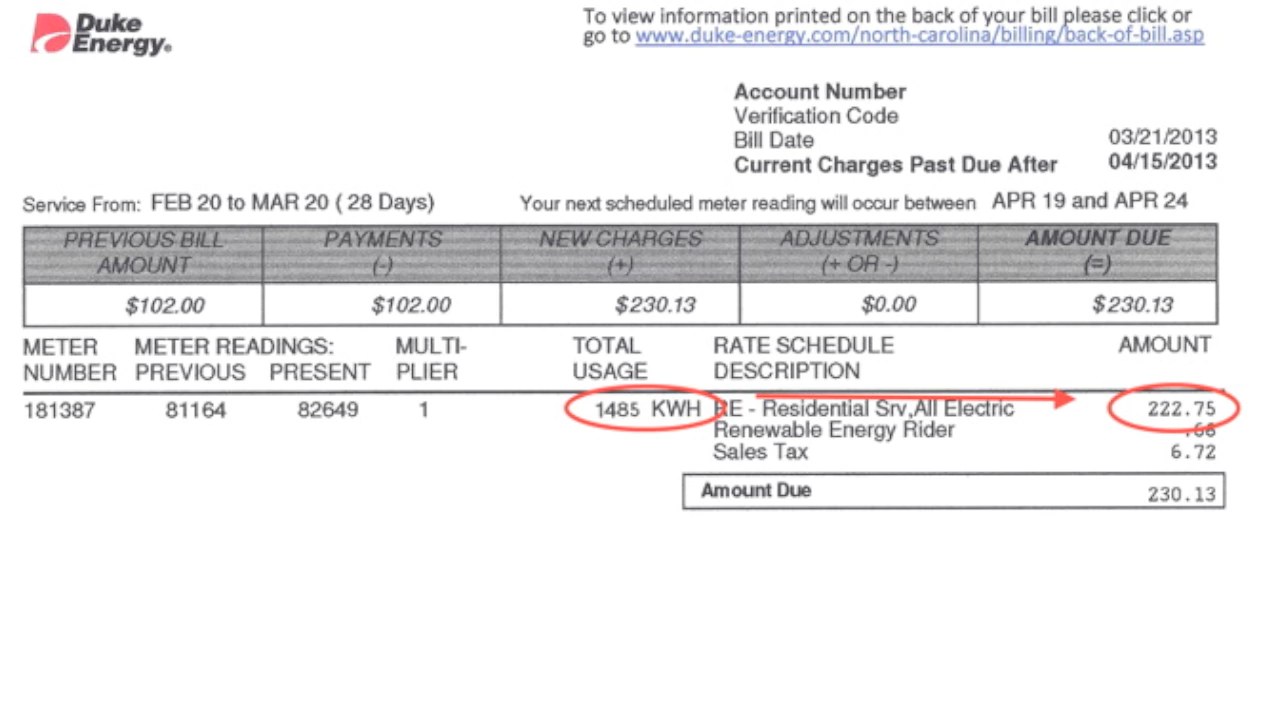 Duke
Energy®
To view information printed on the back of your bill please click or
go to www.duke-energy.com/north-carolina/billing/back-of-bill.asp
Account Number
Verification Code
Bill Date 03/21/2013
Current Charges Past Due After 04/15/2013
Service From: FEB 20 to MAR 20 ( 28 Days) Your next scheduled meter reading will occur between APR 19 and APR 24
PREVIOUS BILL PAYMENTS NEW CHARGES ADJUSTMENTS AMOUNT DUE
AMOUNT (-) (+) (+ OR -) (=)
$102.00 $102.00 $230.13 $0.00 $230.13
METER METER READINGS: MULTI- TOTAL RATE SCHEDULE AMOUNT
NUMBER PREVIOUS PRESENT PLIER USAGE DESCRIPTION
181387 81164 82649 1 1485 KWH RE - Residential Srv,All Electric 222.75
Renewable Energy Rider .66
Sales Tax 6.72
Amount Due 230.13